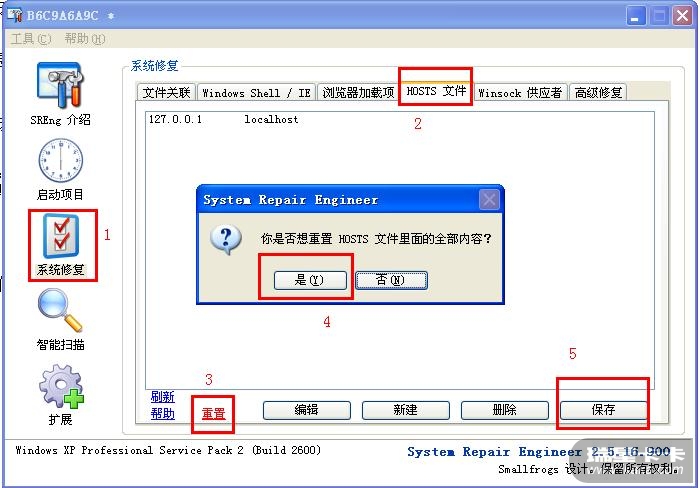 B6C9A6A9C *
工具(C) 帮助(H)
SREng 介绍
启动项目
系统修复
智能扫描
扩展
1
系统修复
文件关联 Windows Shell / IE 浏览器加载项 HOSTS 文件 Winsock 供应者 高级修复
2
127.0.0.1 localhost
System Repair Engineer
你是否想重置 HOSTS 文件里面的全部内容？
是(Y) 否(N)
4
5
3
刷新
帮助
重置 编辑 新建 删除 保存
Windows XP Professional Service Pack 2 (Build 2600)
System Repair Engineer 2.5.16.900
Smallfrogs 设计。保留所有权利。